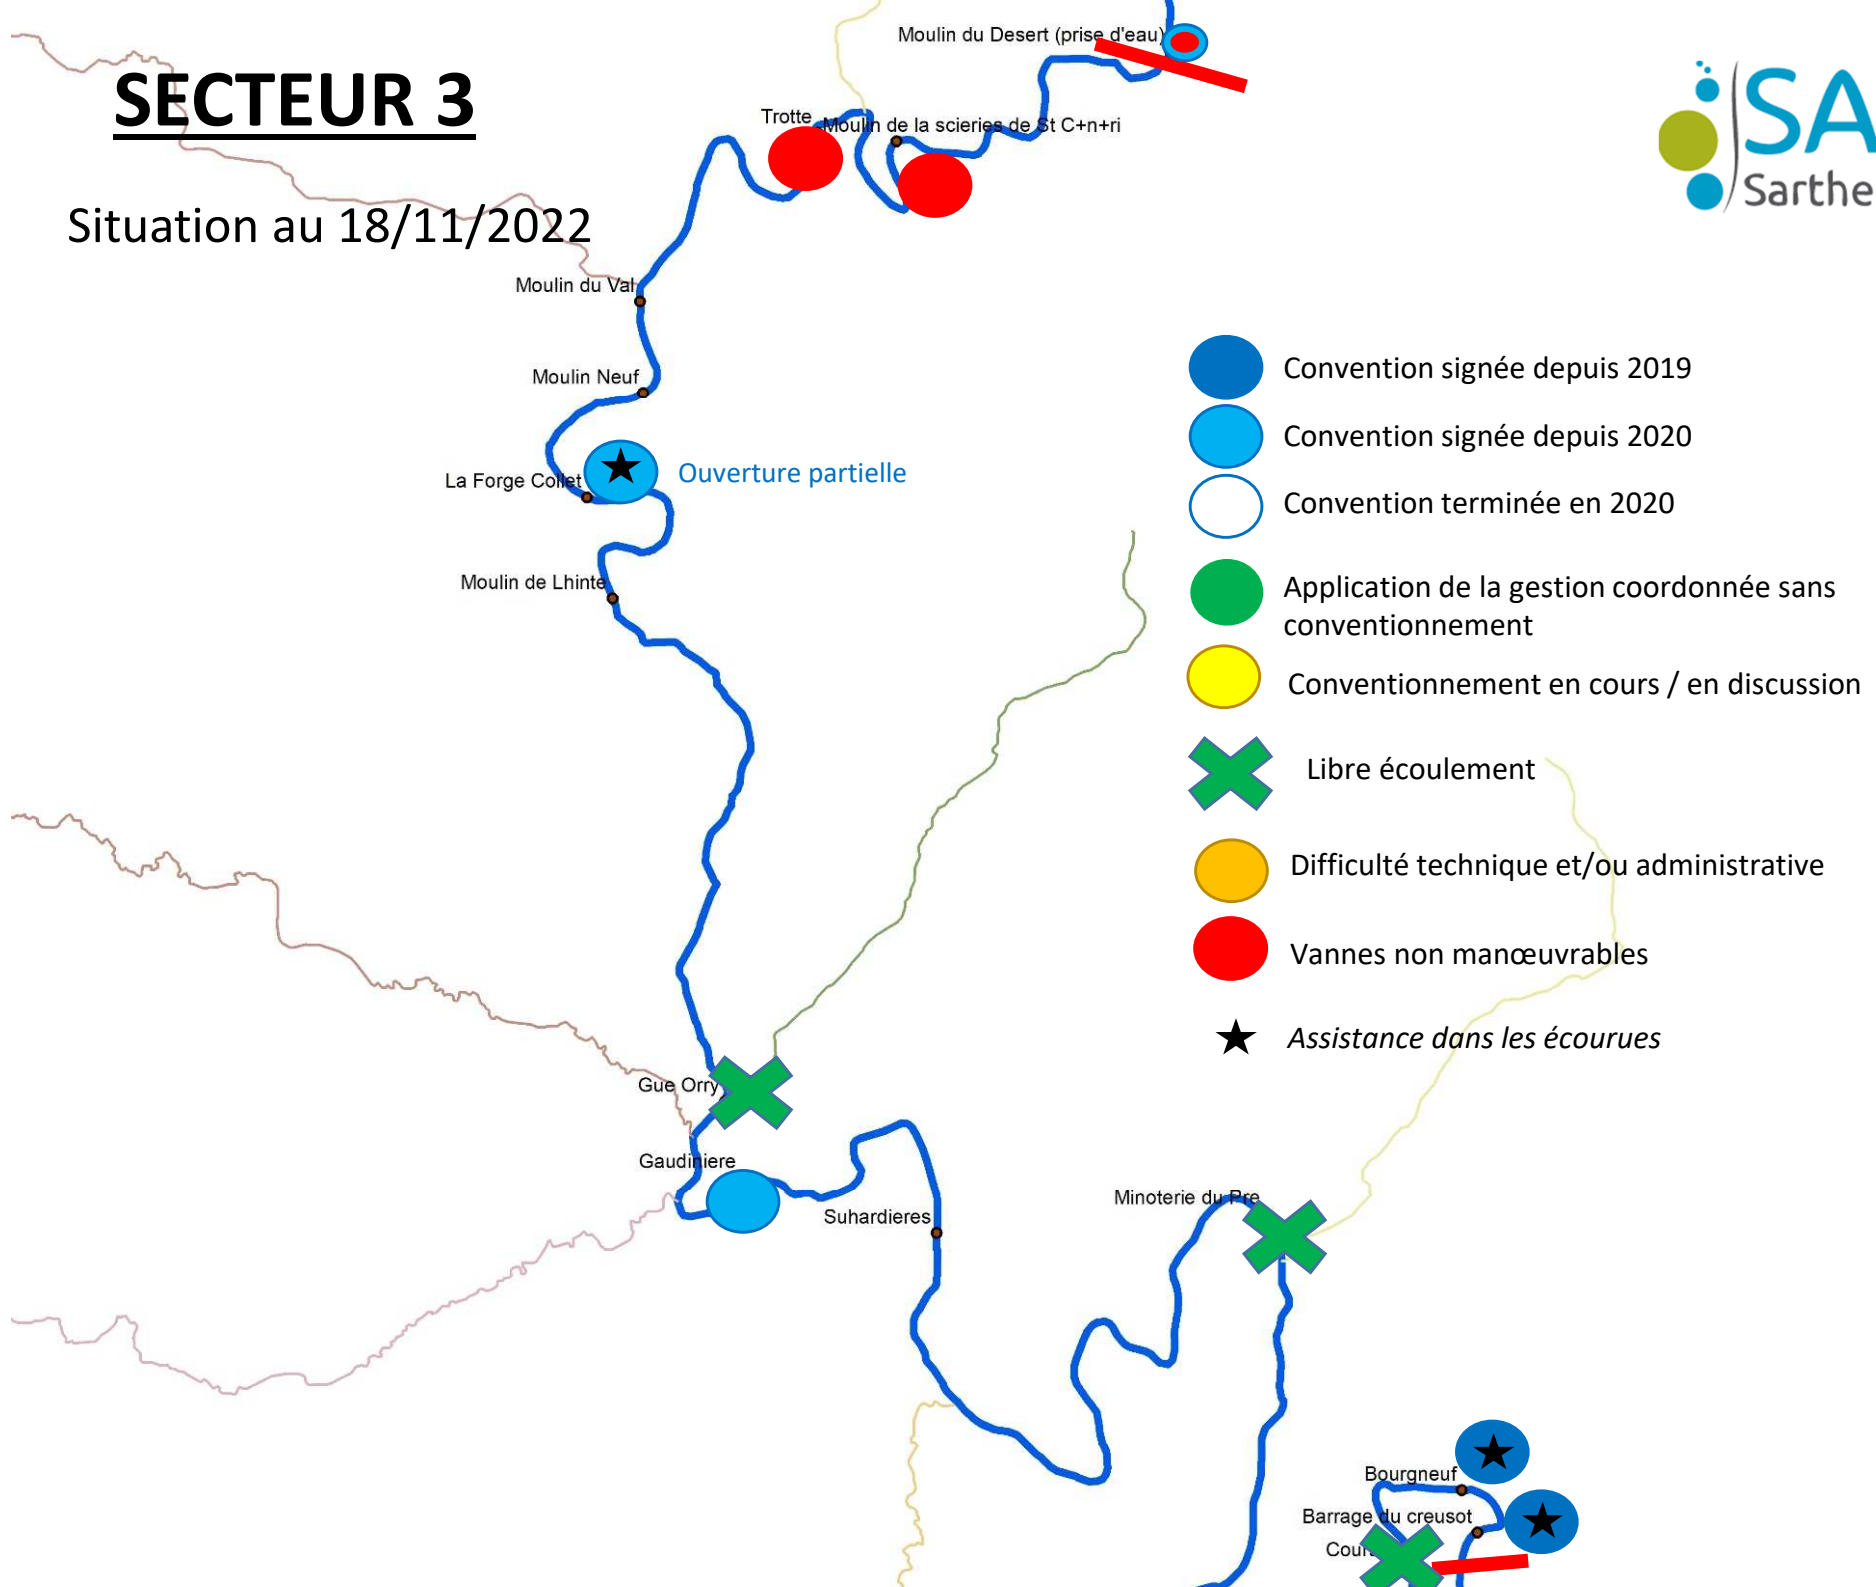 SECTEUR 3
Situation au 18/11/2022
Moulin du Desert (prise d'eau)
Trotte
Moulin de la scieries de St C+n+ri
SA
Sarthe
Moulin du Val
Moulin Neuf
La Forge Collet
Ouverture partielle
Moulin de Lhinte
Convention signée depuis 2019
Convention signée depuis 2020
Convention terminée en 2020
Application de la gestion coordonnée sans
conventionnement
Conventionnement en cours / en discussion
Libre écoulement
Difficulté technique et/ou administrative
Vannes non manœuvrables
Assistance dans les écourues
Gue Orry
Gaudiniere
Suhardieres
Minoterie du Pre
Bourgneuf
Barrage du creusot